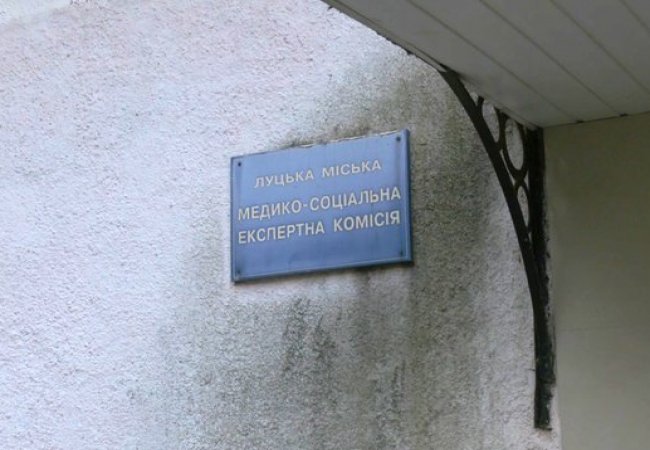 ЛУЦЬКА МІСЬКА
МЕДИКО-СОЦІАЛЬНА
ЕКСПЕРТНА КОМІСІЯ